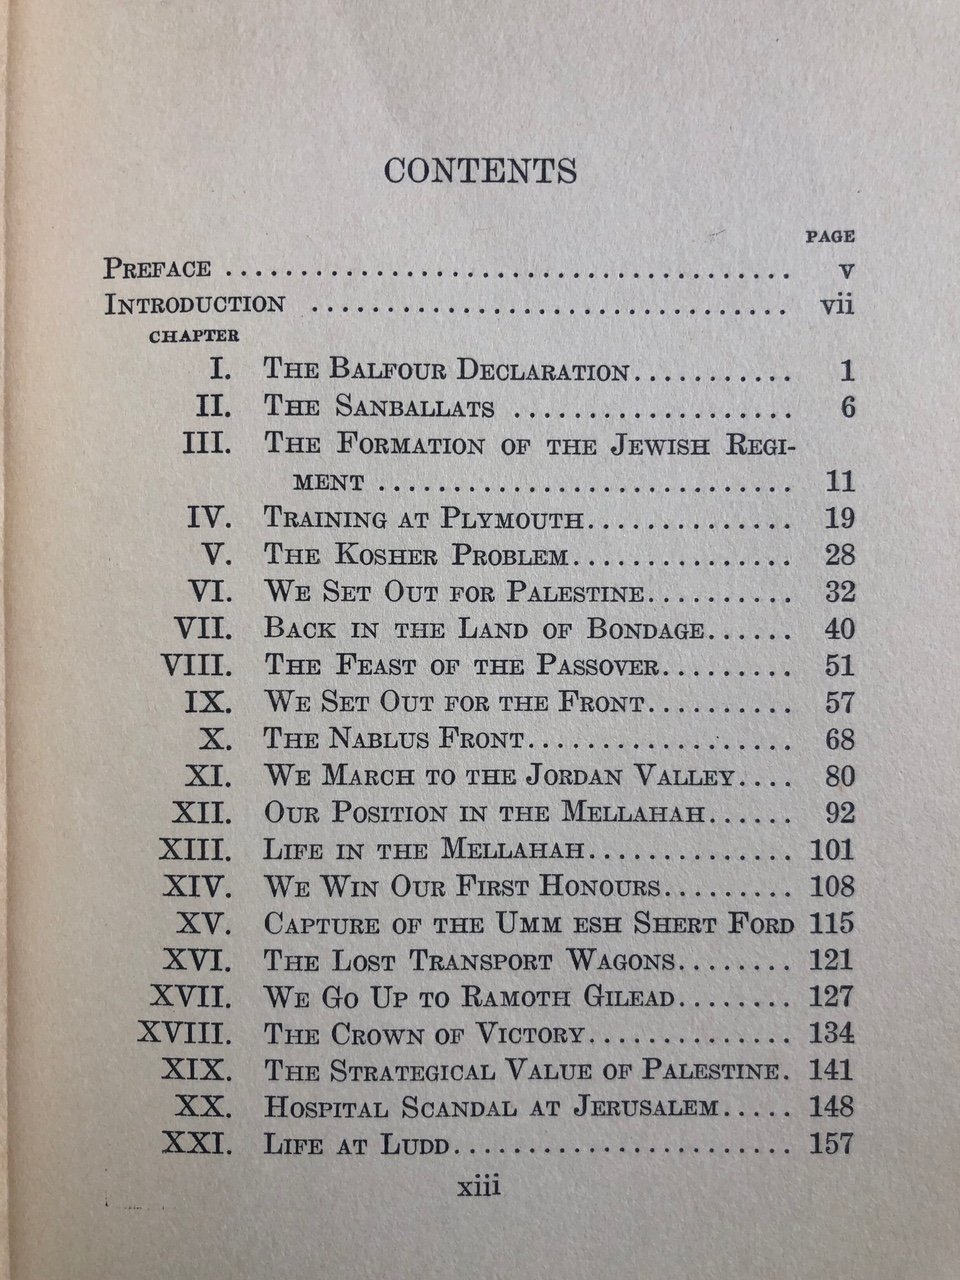 CONTENTS
PAGE
PREFACE ...................................... v
INTRODUCTION ................................ vii
CHAPTER
I. THE BALFOUR DECLARATION........... 1
II. THE SANBALLATS ................... 6
III. THE FORMATION OF THE JEWISH REGI-
MENT ............................ 11
IV. TRAINING AT PLYMOUTH.............. 19
V. THE KOSHER PROBLEM............... 28
VI. WE SET OUT FOR PALESTINE.......... 32
VII. BACK IN THE LAND OF BONDAGE...... 40
VIII. THE FEAST OF THE PASSOVER......... 51
IX. WE SET OUT FOR THE FRONT.......... 57
X. THE NABLUS FRONT.................. 68
XI. WE MARCH TO THE JORDAN VALLEY.... 80
XII. OUR POSITION IN THE MELLAHAH...... 92
XIII. LIFE IN THE MELLAHAH.............. 101
XIV. WE WIN OUR FIRST HONOURS......... 108
XV. CAPTURE OF THE UMM ESH SHERT FORD 115
XVI. THE LOST TRANSPORT WAGONS........ 121
XVII. WE GO UP TO RAMOTH GILEAD........ 127
XVIII. THE CROWN OF VICTORY.............. 134
XIX. THE STRATEGICAL VALUE OF PALESTINE. 141
XX. HOSPITAL SCANDAL AT JERUSALEM..... 148
XXI. LIFE AT LUDD....................... 157
xiii